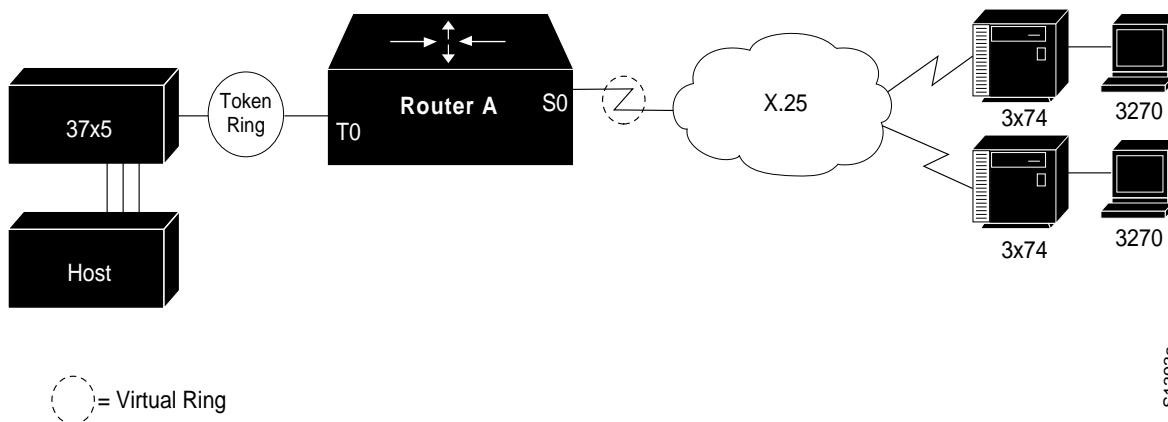 37x5
Host
Token
Ring
T0
Router A
S0
X.25
3x74
3270
3x74
3270
= Virtual Ring